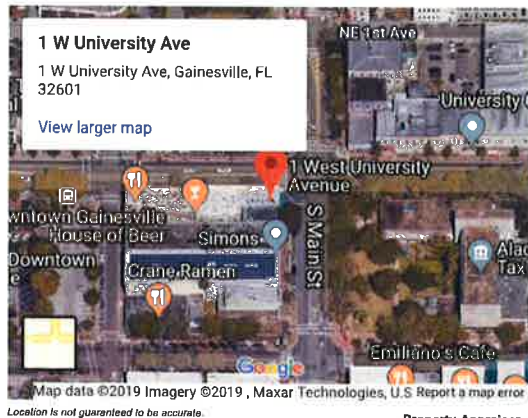 1 W University Ave
1 W University Ave, Gainesville, FL
32601
View larger map
NE 1st Ave
University
1 West University
Avenue
wntown Gainesville
House of Beer
Simons
S Main St
Downtown
Crane Ramen
Alac
Tax
Emiliano's Cafe
Google
Map data ©2019 Imagery ©2019 , Maxar Technologies, U.S Report a map error
Location is not guaranteed to be accurate.